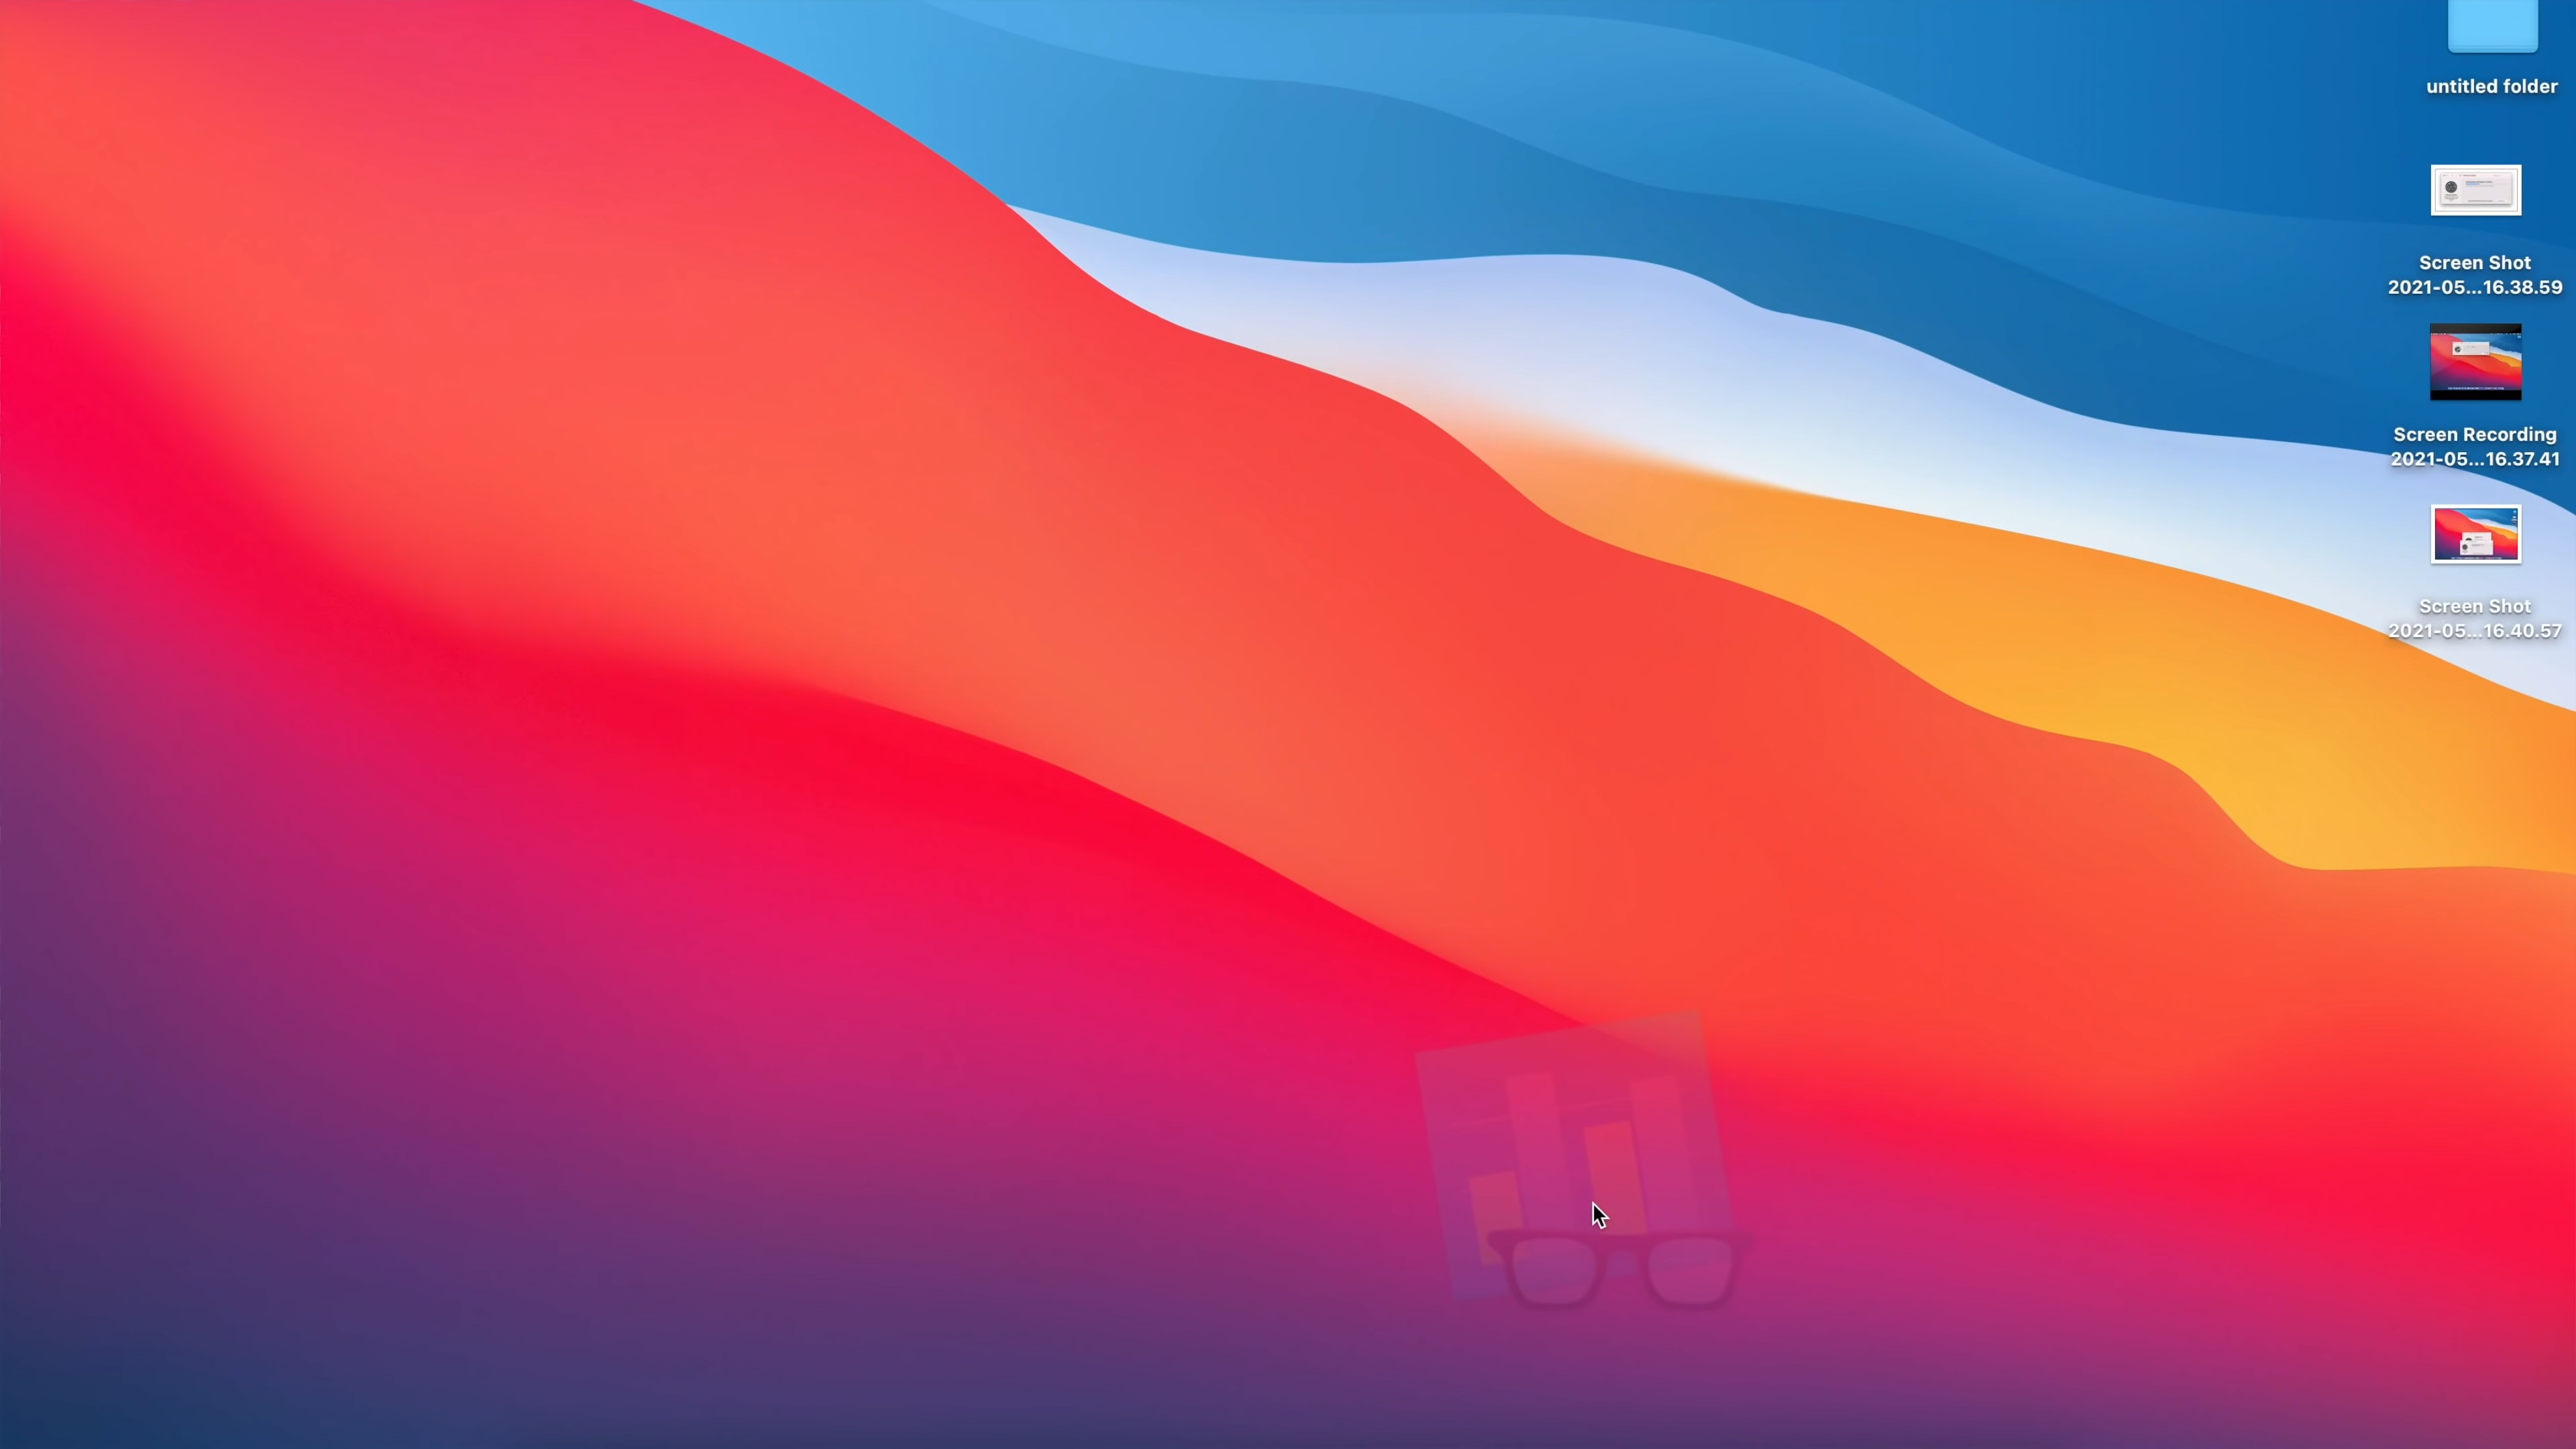 untitled folder
Screen Shot
2021-05...16.38.59
Screen Recording
2021-05...16.37.41
Screen Shot
2021-05...16.40.57